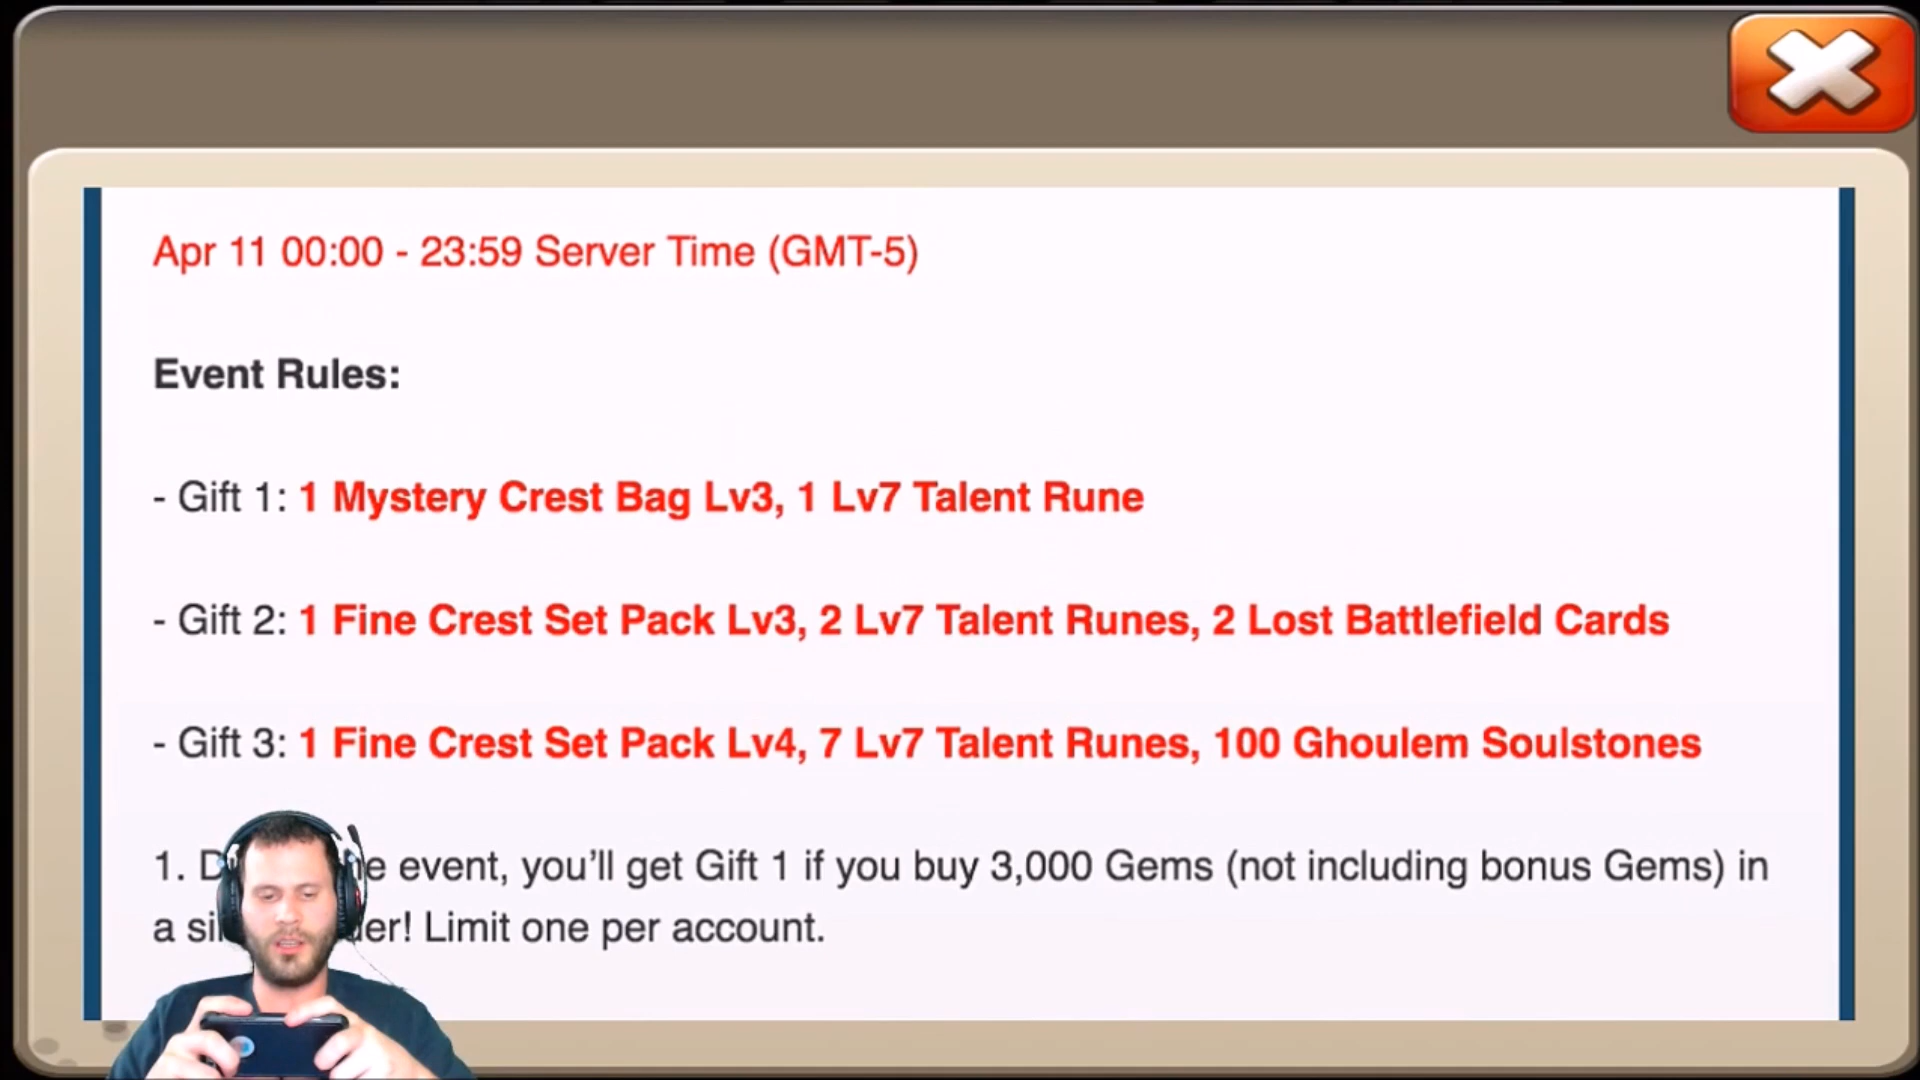 Apr 11 00:00 - 23:59 Server Time (GMT-5)
Event Rules:
- Gift 1: 1 Mystery Crest Bag Lv3, 1 Lv7 Talent Rune
- Gift 2: 1 Fine Crest Set Pack Lv3, 2 Lv7 Talent Runes, 2 Lost Battlefield Cards
- Gift 3: 1 Fine Crest Set Pack Lv4, 7 Lv7 Talent Runes, 100 Ghoulem Soulstones
1. event, you’ll get Gift 1 if you buy 3,000 Gems (not including bonus Gems) in
a Limit one per account.